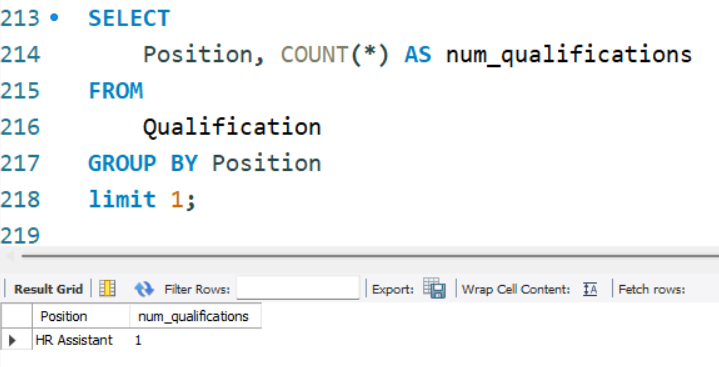 213 SELECT
214 Position, COUNT(*) AS num_qualifications
215 FROM
216 Qualification
217 GROUP BY Position
218 limit 1;
219
Result Grid Filter Rows: Export: Wrap Cell Content: IA Fetch rows:
Position num_qualifications
HR Assistant 1